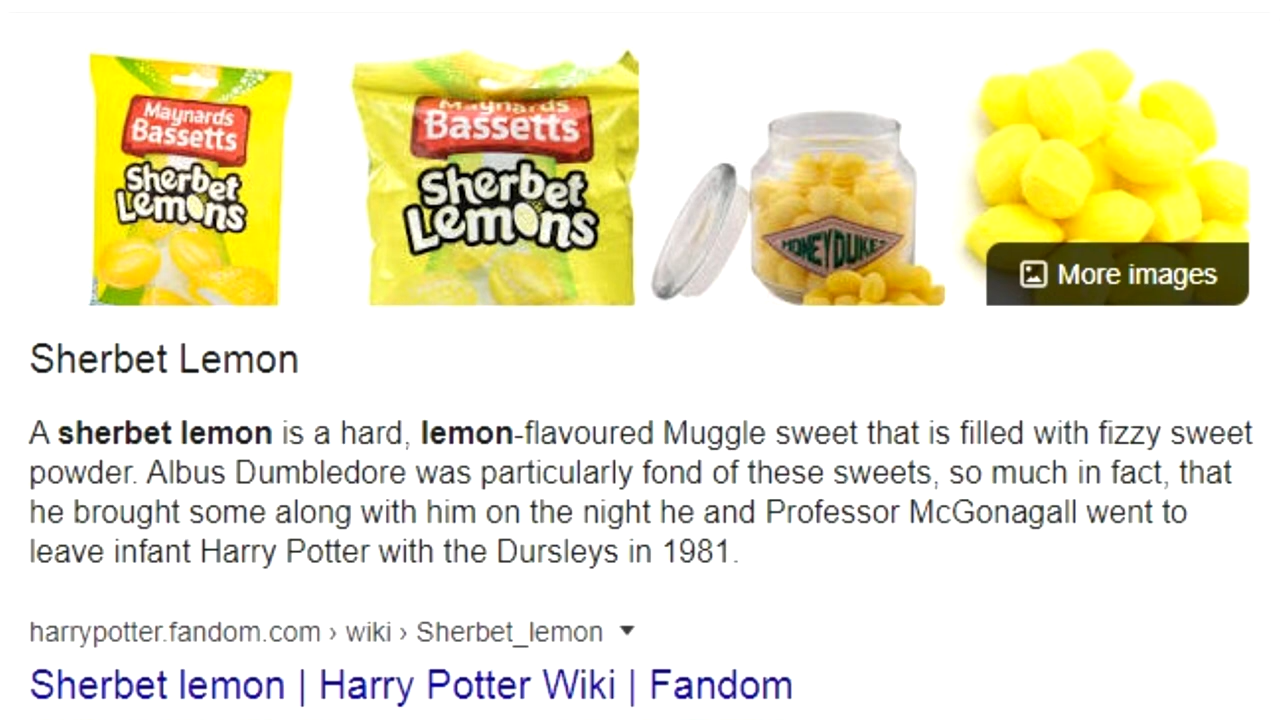 Maynards
Bassetts
Sherbet
Lemons
Maynards
Bassetts
Sherbet
Lemons
HONEYDUKES
More images
Sherbet Lemon
A sherbet lemon is a hard, lemon-flavoured Muggle sweet that is filled with fizzy sweet
powder. Albus Dumbledore was particularly fond of these sweets, so much in fact, that
he brought some along with him on the night he and Professor McGonagall went to
leave infant Harry Potter with the Dursleys in 1981.
harrypotter.fandom.com › wiki › Sherbet_lemon
Sherbet lemon | Harry Potter Wiki | Fandom